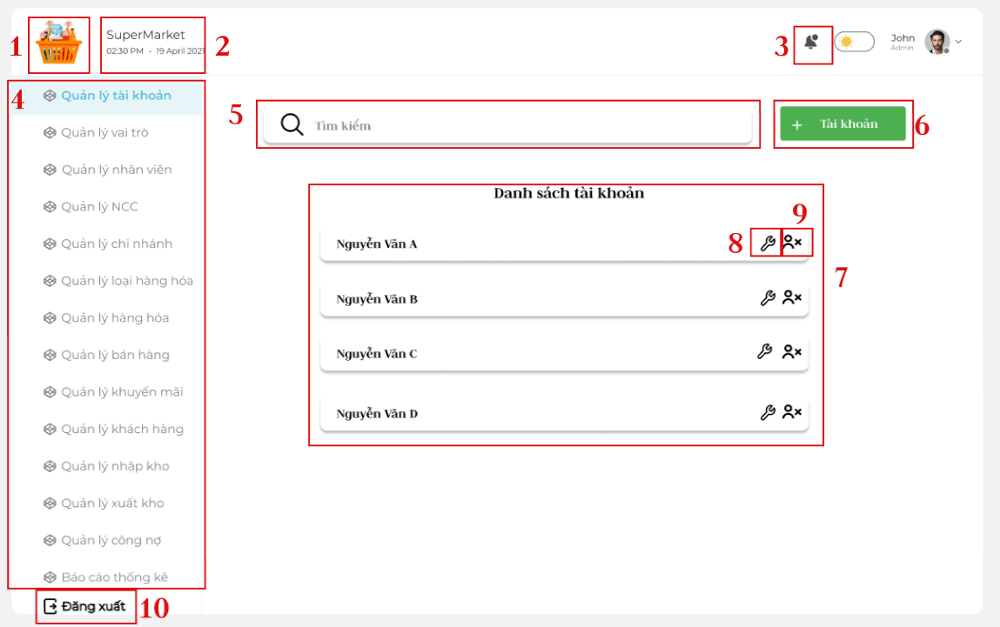 1
SuperMarket
02:30 PM • 19 April 2021
2
3
John
Admin
4
Quản lý tài khoản
Quản lý vai trò
Quản lý nhân viên
Quản lý NCC
Quản lý chi nhánh
Quản lý loại hàng hóa
Quản lý hàng hóa
Quản lý bán hàng
Quản lý khuyến mãi
Quản lý khách hàng
Quản lý nhập kho
Quản lý xuất kho
Quản lý công nợ
Báo cáo thống kê
Đăng xuất
10
5
Tìm kiếm
+ Tài khoản
6
Danh sách tài khoản
9
Nguyễn Văn A
8
7
Nguyễn Văn B
Nguyễn Văn C
Nguyễn Văn D